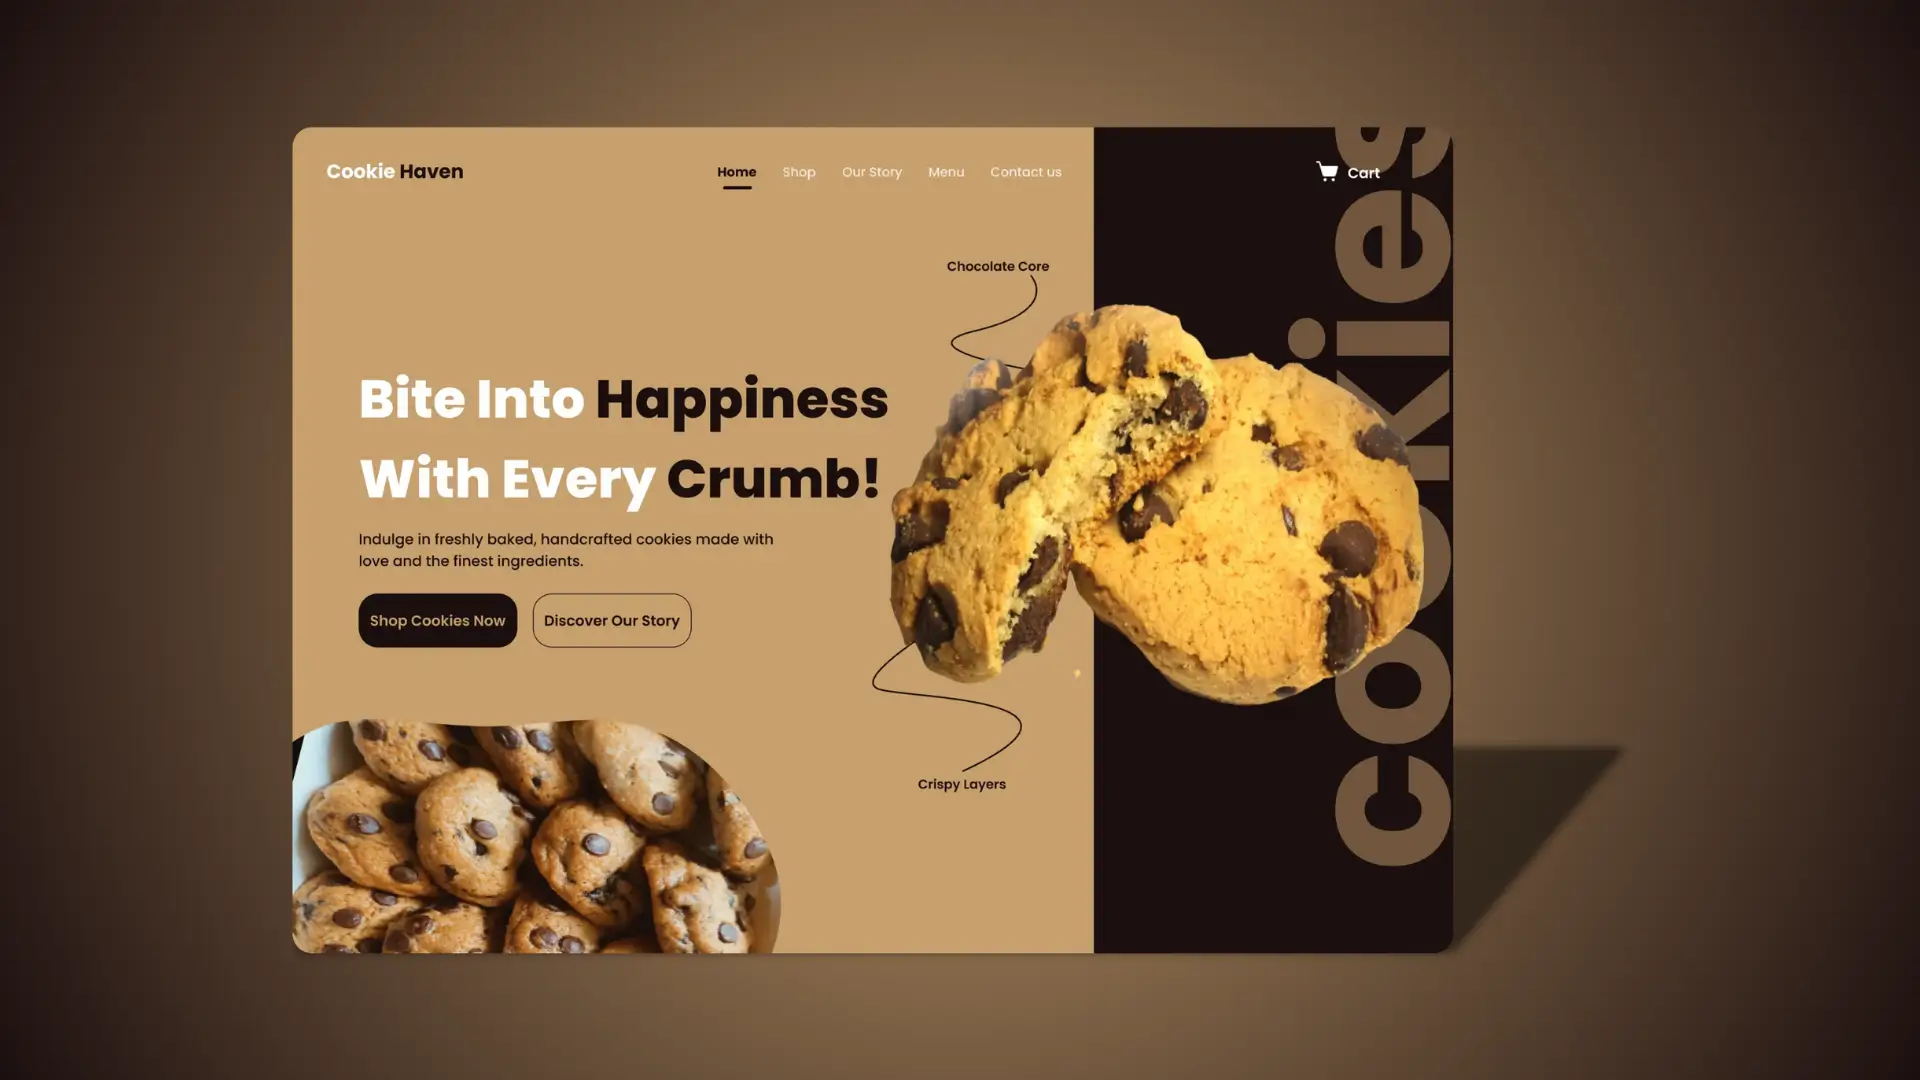 Cookie Haven
Home
Shop
Our Story
Menu
Contact us
Cart
Chocolate Core
Bite Into Happiness
With Every Crumb!
Indulge in freshly baked, handcrafted cookies made with
love and the finest ingredients.
Shop Cookies Now
Discover Our Story
Crispy Layers
cookies